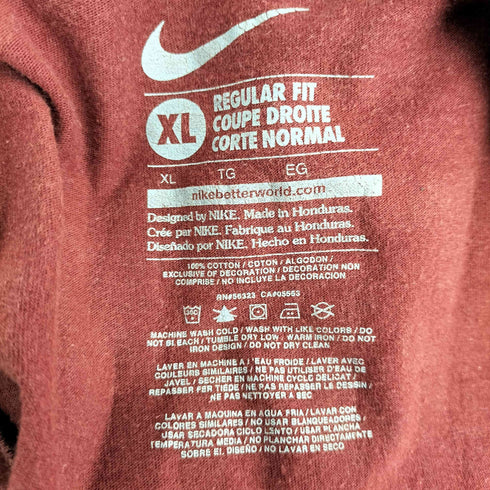 XL
REGULAR FIT
COUPE DROITE
CORTE NORMAL
XL TG EG
nikebetterworld.com
Designed by NIKE. Made in Honduras.
Crée par NIKE. Fabrique au Honduras.
Diseñado por NIKE. Hecho en Honduras.
100% COTTON / COTON / ALGODON /
EXCLUSIVE OF DECORATION / DECORATION NON
COMPRISE / NO INCLUYE LA DECORACION
RN#56323 CA#05553
MACHINE WASH COLD / WASH WITH LIKE COLORS / DO
NOT BLEACH / TUMBLE DRY LOW / WARM IRON / DO NOT
IRON DESIGN / DO NOT DRY CLEAN
LAVER EN MACHINE A L'EAU FROIDE / LAVER AVEC
COULEURS SIMILAIRES / NE PAS UTILISER D'EAU DE
JAVEL / SECHER EN MACHINE CYCLE DELICAT /
REPASSER FER TIEDE / NE PAS REPASSER LE DESSIN /
NE PAS NETTOYER A SEC
LAVAR A MAQUINA EN AGUA FRIA / LAVAR CON
COLORES SIMILARES / NO USAR BLANQUEADOR /
USAR SECADORA CICLO LENTO / USAR PLANCHA
TEMPERATURA MEDIA / NO PLANCHAR DIRECTAMENTE
SOBRE EL DISENO / NO LAVAR EN SECO